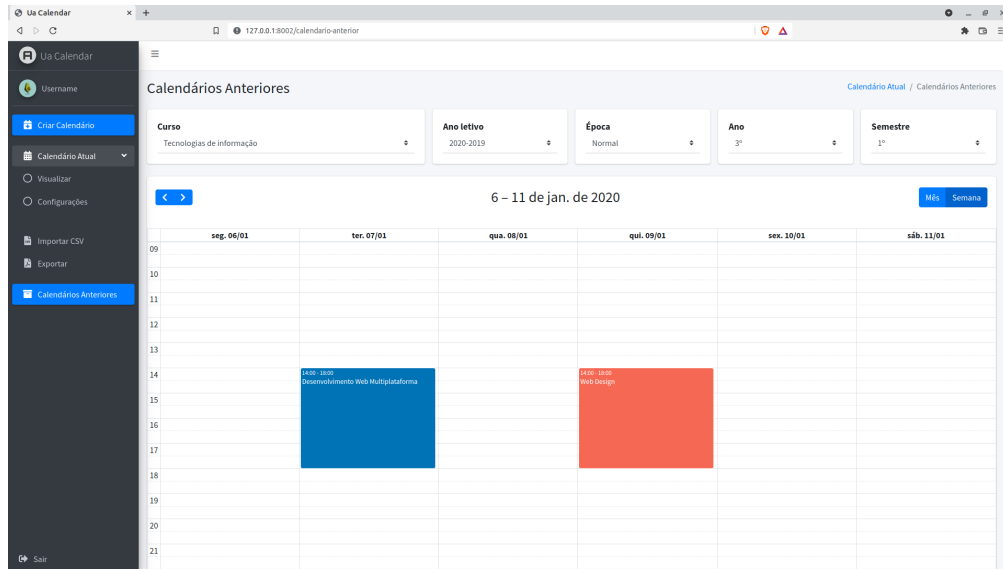 Ua Calendar
127.0.0.1:8002/calendario-anterior
Ua Calendar
Username
Criar Calendário
Calendário Atual
Visualizar
Configurações
Importar CSV
Exportar
Calendários Anteriores
Sair
Calendários Anteriores
Calendário Atual / Calendários Anteriores
Curso
Tecnologias de informação
Ano letivo
2020-2019
Época
Normal
Ano
3º
Semestre
1º
6 – 11 de jan. de 2020
Mês Semana
seg. 06/01 ter. 07/01 qua. 08/01 qui. 09/01 sex. 10/01 sáb. 11/01
09
10
11
12
13
14
15
16
17
18
19
20
21
14:00 - 18:00
Desenvolvimento Web Multiplataforma
14:00 - 18:00
Web Design